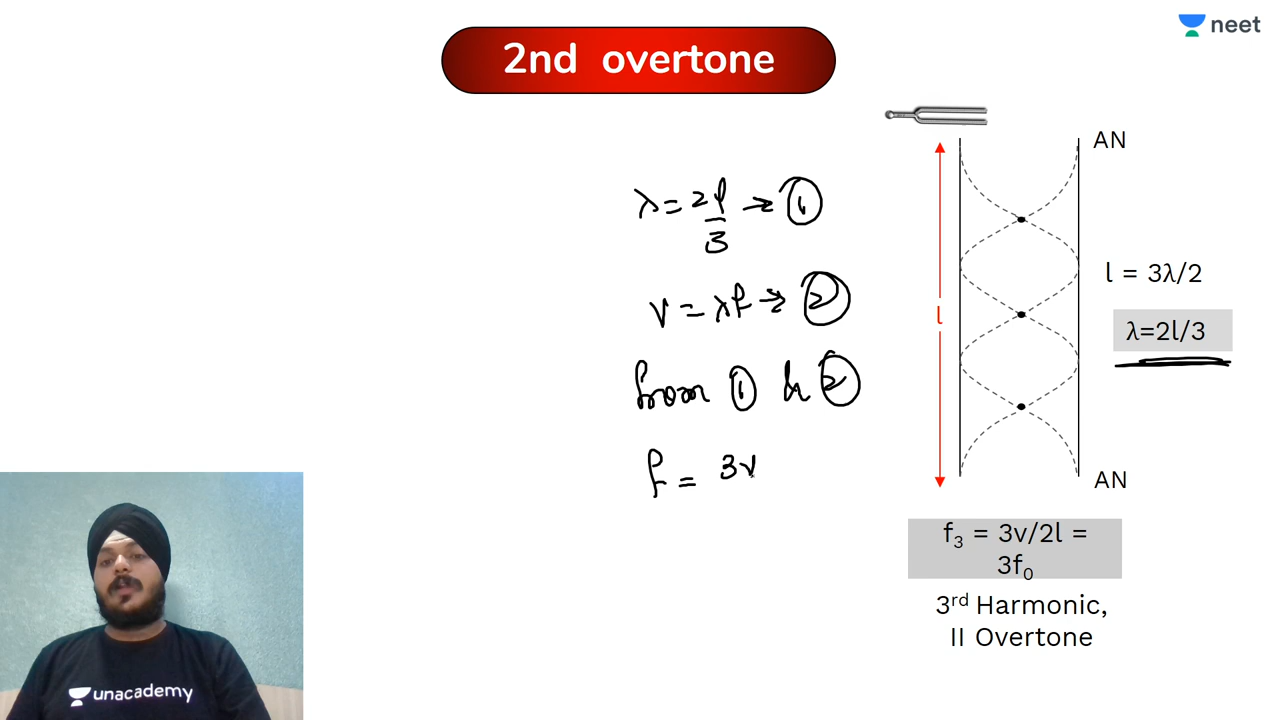 neet
2nd overtone
AN
λ = 2l/3 → ①
l = 3λ/2
v = λf → ②
l
λ=2l/3
from ① & ②
f = 3v
AN
f₃ = 3v/2l =
3f₀
3rd Harmonic,
II Overtone
unacademy